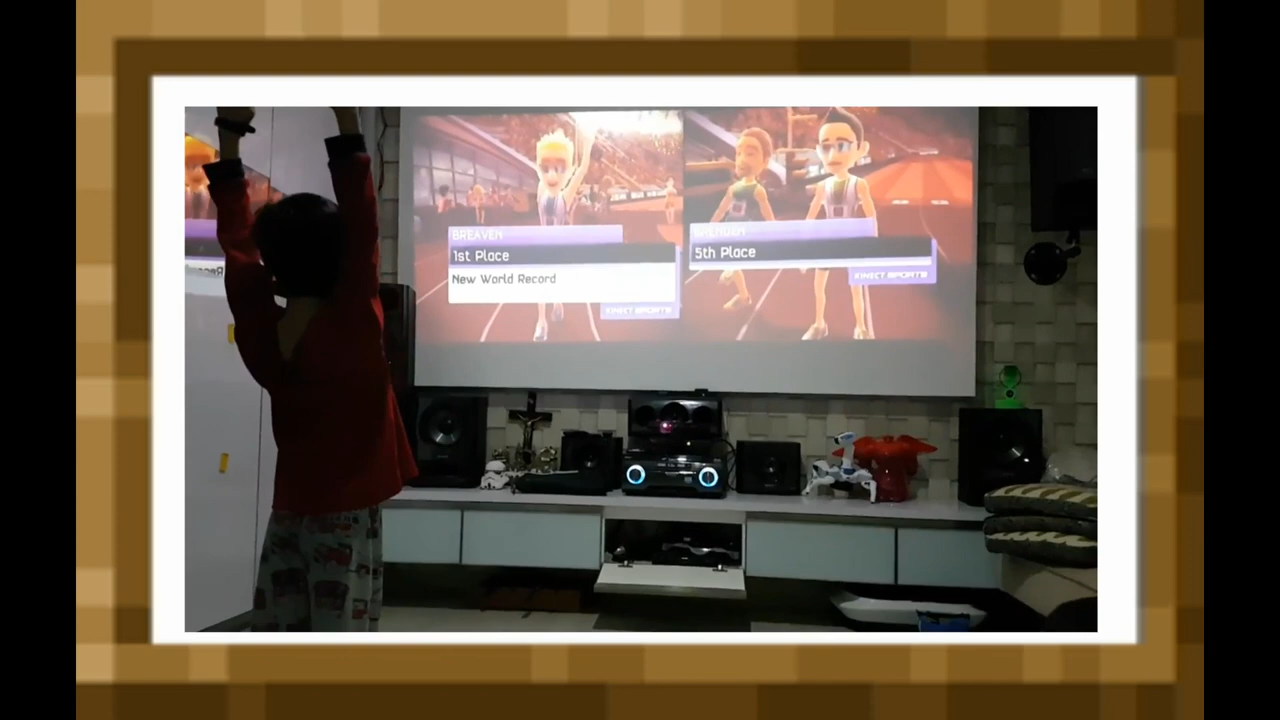 BREAVEN
1st Place
New World Record
KINECT SPORTS
BRENDEN
5th Place
KINECT SPORTS